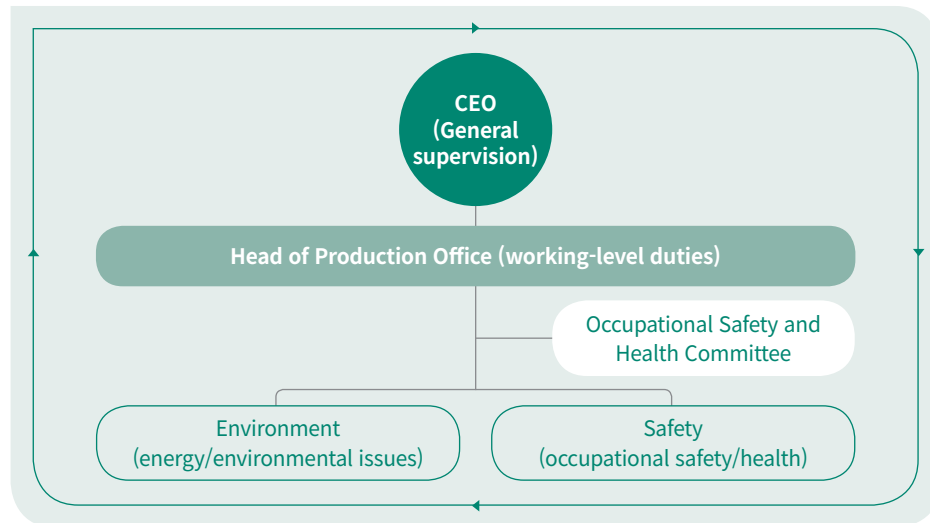 CEO
(General
supervision)
Head of Production Office (working-level duties)
Occupational Safety and
Health Committee
Environment
(energy/environmental issues)
Safety
(occupational safety/health)